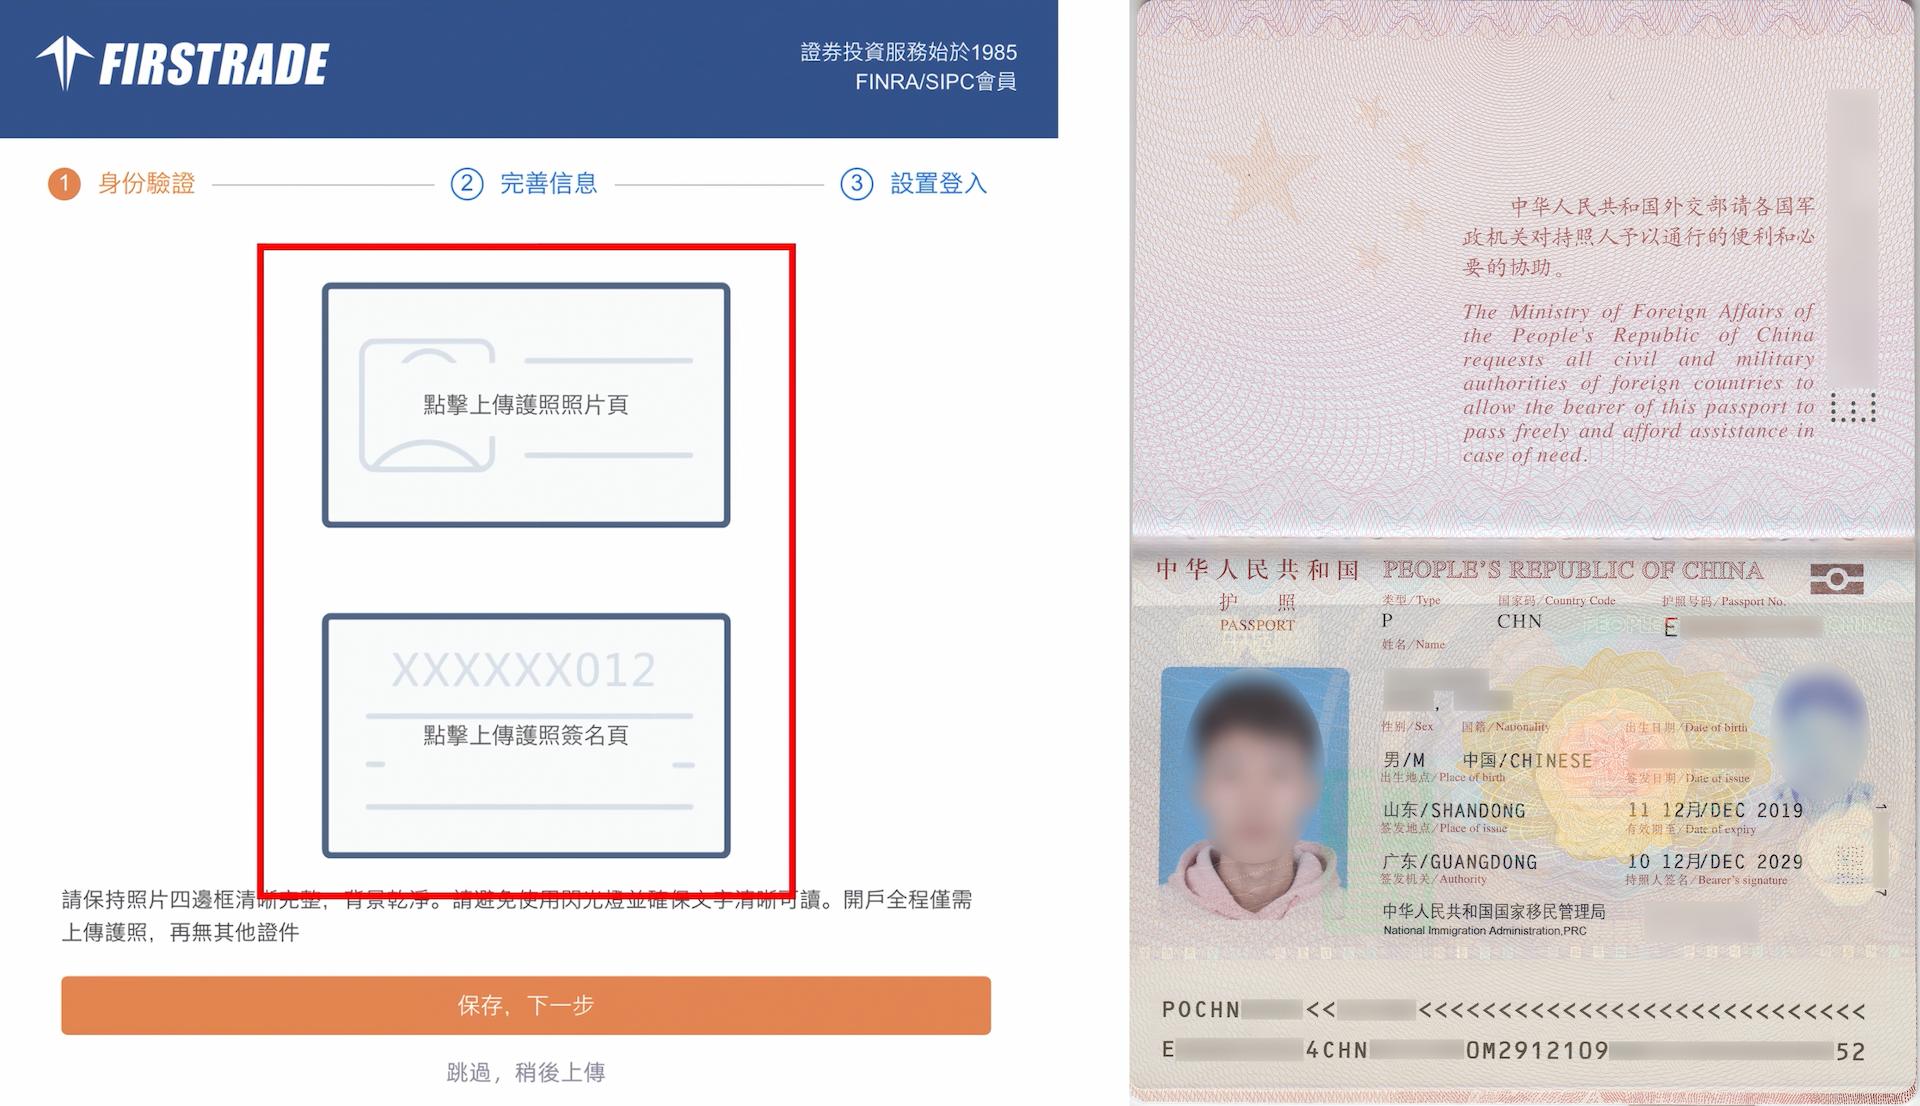 FIRSTRADE
證券投資服務始於1985
FINRA/SIPC會員
1 身份驗證
2 完善信息
3 設置登入
點擊上傳護照照片頁
XXXXXX012
點擊上傳護照簽名頁
請保持照片四邊框清晰完整，背景乾淨。請避免使用閃光燈並確保文字清晰可讀。開戶全程僅需
上傳護照，再無其他證件
保存，下一步
跳過，稍後上傳
中华人民共和国外交部请各国军
政机关对持照人予以通行的便利和必
要的协助。
The Ministry of Foreign Affairs of
the People's Republic of China
requests all civil and military
authorities of foreign countries to
allow the bearer of this passport to
pass freely and afford assistance in
case of need.
中华人民共和国 PEOPLE'S REPUBLIC OF CHINA
护 照
PASSPORT
类型/Type 国家码/Country Code 护照号码/Passport No.
P CHN E
姓名/Name
,
性别/Sex 国籍/Nationality 出生日期/Date of birth
男/M 中国/CHINESE
出生地点/Place of birth 签发日期/Date of issue
山东/SHANDONG 11 12月/DEC 2019
签发地点/Place of issue 有效期至/Date of expiry
广东/GUANGDONG 10 12月/DEC 2029
签发机关/Authority 持照人签名/Bearer's signature
中华人民共和国国家移民管理局
National Immigration Administration,PRC
POCHN << <<<<<<<<<<<<<<<<<<<<<<<<<<<<
E 4CHN 0M2912109 52